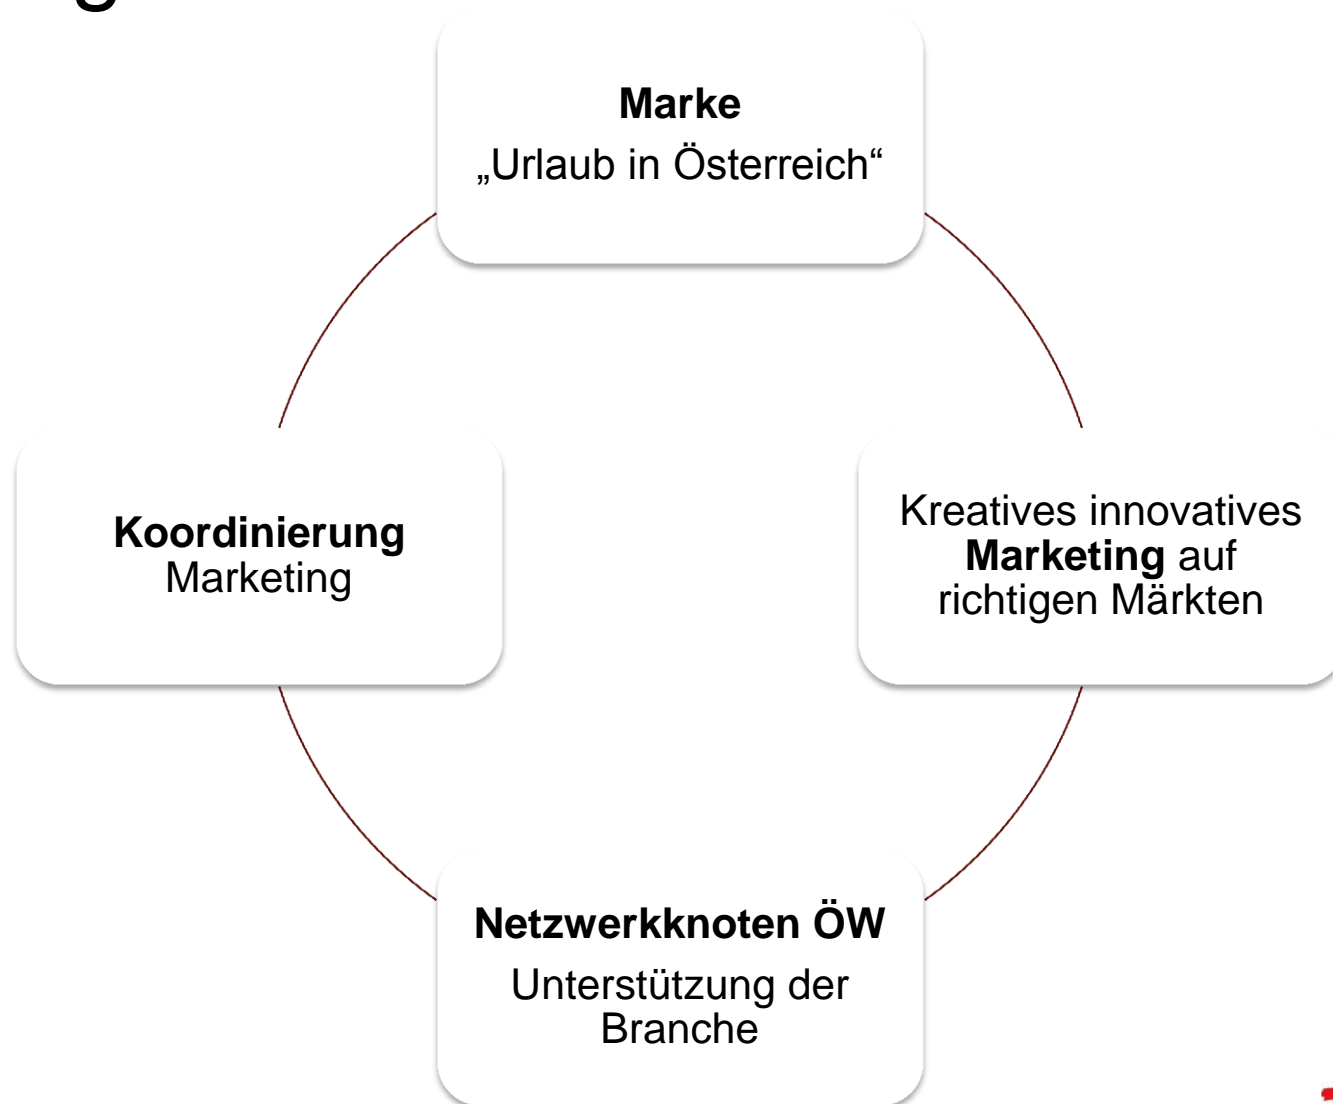 Marke
„Urlaub in Österreich“
Koordinierung
Marketing
Kreatives innovatives
Marketing auf
richtigen Märkten
Netzwerkknoten ÖW
Unterstützung der
Branche